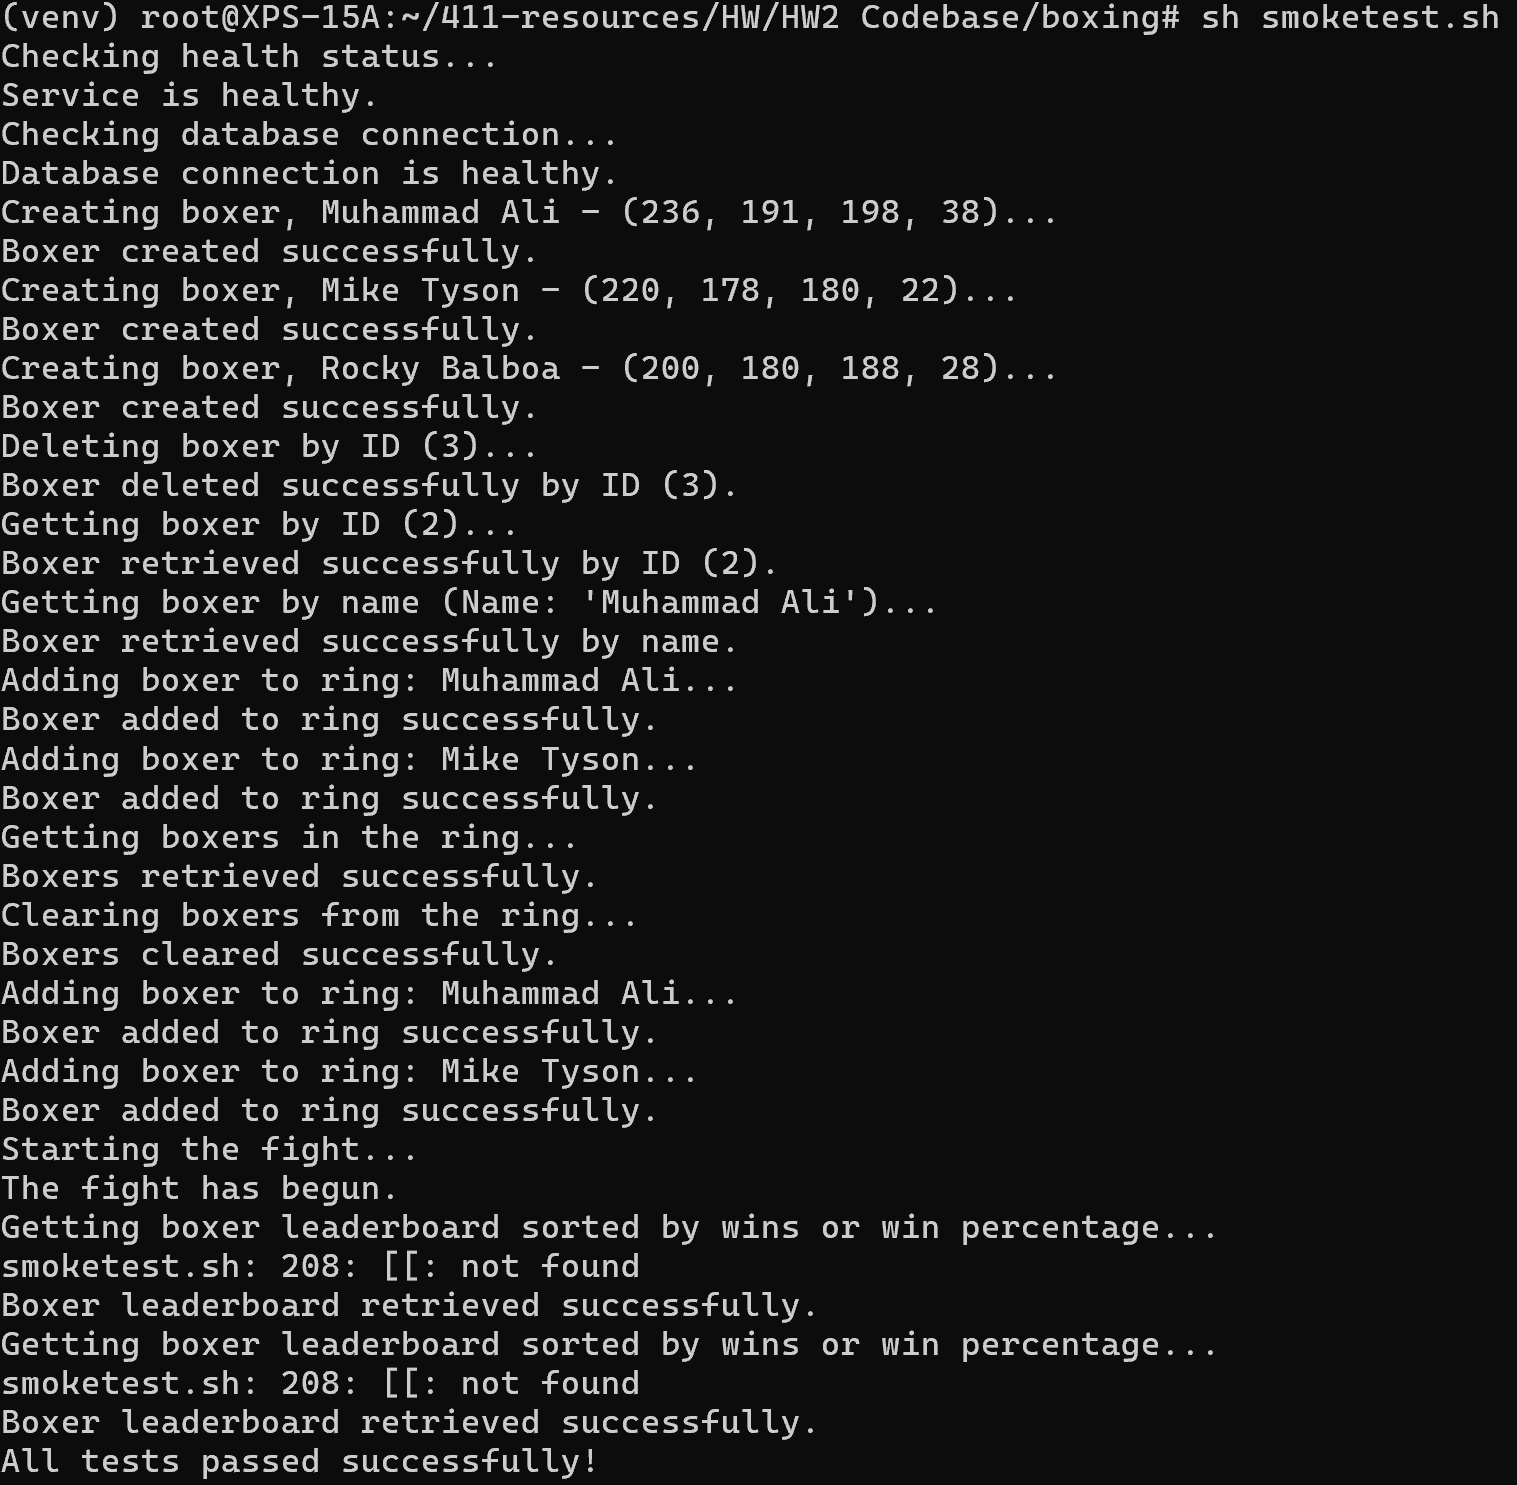 (venv) root@XPS-15A:~/411-resources/HW/HW2 Codebase/boxing# sh smoketest.sh
Checking health status...
Service is healthy.
Checking database connection...
Database connection is healthy.
Creating boxer, Muhammad Ali - (236, 191, 198, 38)...
Boxer created successfully.
Creating boxer, Mike Tyson - (220, 178, 180, 22)...
Boxer created successfully.
Creating boxer, Rocky Balboa - (200, 180, 188, 28)...
Boxer created successfully.
Deleting boxer by ID (3)...
Boxer deleted successfully by ID (3).
Getting boxer by ID (2)...
Boxer retrieved successfully by ID (2).
Getting boxer by name (Name: 'Muhammad Ali')...
Boxer retrieved successfully by name.
Adding boxer to ring: Muhammad Ali...
Boxer added to ring successfully.
Adding boxer to ring: Mike Tyson...
Boxer added to ring successfully.
Getting boxers in the ring...
Boxers retrieved successfully.
Clearing boxers from the ring...
Boxers cleared successfully.
Adding boxer to ring: Muhammad Ali...
Boxer added to ring successfully.
Adding boxer to ring: Mike Tyson...
Boxer added to ring successfully.
Starting the fight...
The fight has begun.
Getting boxer leaderboard sorted by wins or win percentage...
smoketest.sh: 208: [[: not found
Boxer leaderboard retrieved successfully.
Getting boxer leaderboard sorted by wins or win percentage...
smoketest.sh: 208: [[: not found
Boxer leaderboard retrieved successfully.
All tests passed successfully!